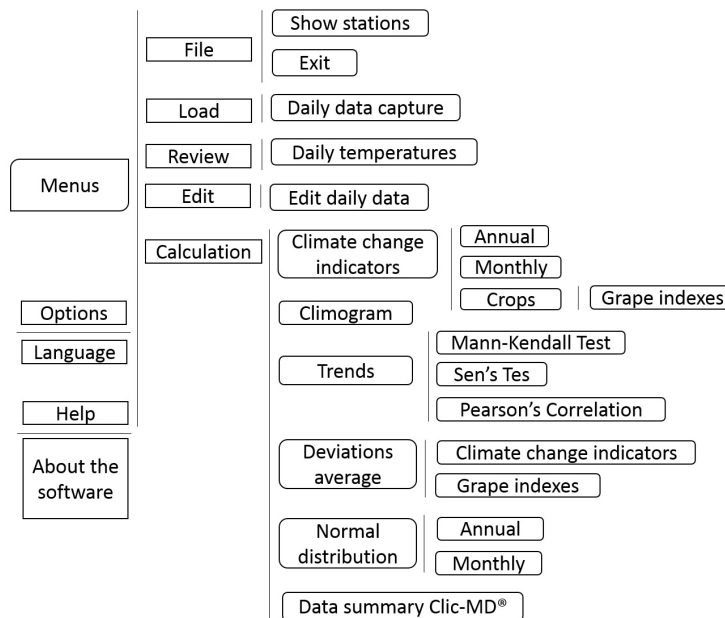 Menus
File
Show stations
Exit
Load
Daily data capture
Review
Daily temperatures
Edit
Edit daily data
Calculation
Climate change
indicators
Annual
Monthly
Crops
Grape indexes
Climogram
Trends
Mann-Kendall Test
Sen's Tes
Pearson's Correlation
Deviations
average
Climate change indicators
Grape indexes
Normal
distribution
Annual
Monthly
Data summary Clic-MD®
Options
Language
Help
About the
software